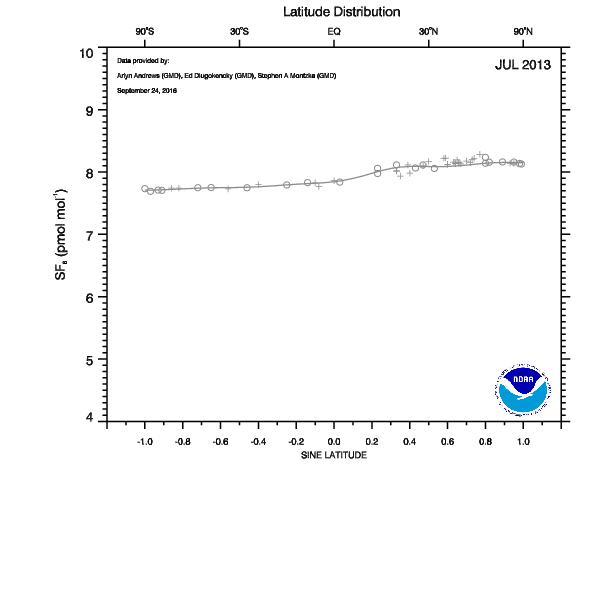 Latitude Distribution
90°S 30°S EQ 30°N 90°N
10
9
8
7
6
5
4
SF₆ (pmol mol⁻¹)
Data provided by:
Arlyn Andrews (GMD), Ed Dlugokencky (GMD), Stephen A Montzka (GMD)
September 24, 2016
JUL 2013
NOAA
-1.0 -0.8 -0.6 -0.4 -0.2 0.0 0.2 0.4 0.6 0.8 1.0
SINE LATITUDE